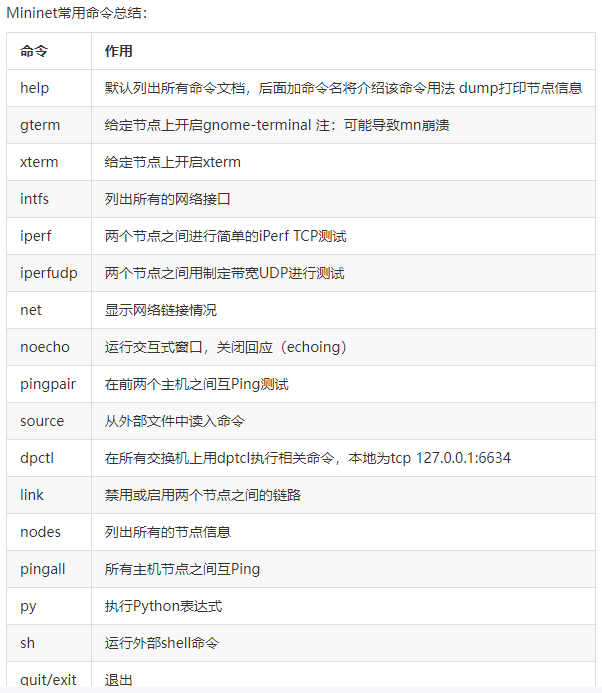 Mininet常用命令总结：
命令 作用
help 默认列出所有命令文档，后面加命令名将介绍该命令用法 dump打印节点信息
gterm 给定节点上开启gnome-terminal 注：可能导致mn崩溃
xterm 给定节点上开启xterm
intfs 列出所有的网络接口
iperf 两个节点之间进行简单的iPerf TCP测试
iperfudp 两个节点之间用制定带宽UDP进行测试
net 显示网络链接情况
noecho 运行交互式窗口，关闭回应（echoing）
pingpair 在前两个主机之间互Ping测试
source 从外部文件中读入命令
dpctl 在所有交换机上用dptcl执行相关命令，本地为tcp 127.0.0.1:6634
link 禁用或启用两个节点之间的链路
nodes 列出所有的节点信息
pingall 所有主机节点之间互Ping
py 执行Python表达式
sh 运行外部shell命令
quit/exit 退出